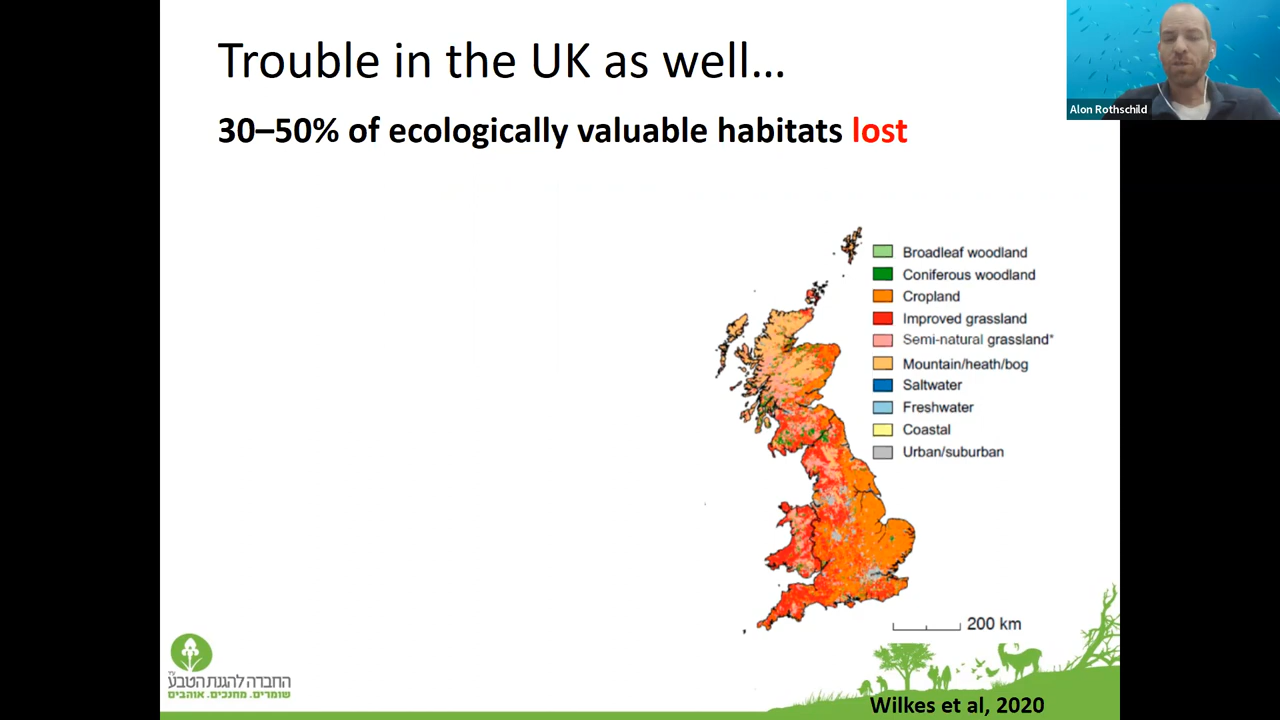 Trouble in the UK as well...
30–50% of ecologically valuable habitats lost
Alon Rothschild
Broadleaf woodland
Coniferous woodland
Cropland
Improved grassland
Semi-natural grassland*
Mountain/heath/bog
Saltwater
Freshwater
Coastal
Urban/suburban
200 km
החברה להגנת הטבע
שומרים. מחנכים. אוהבים
Wilkes et al, 2020